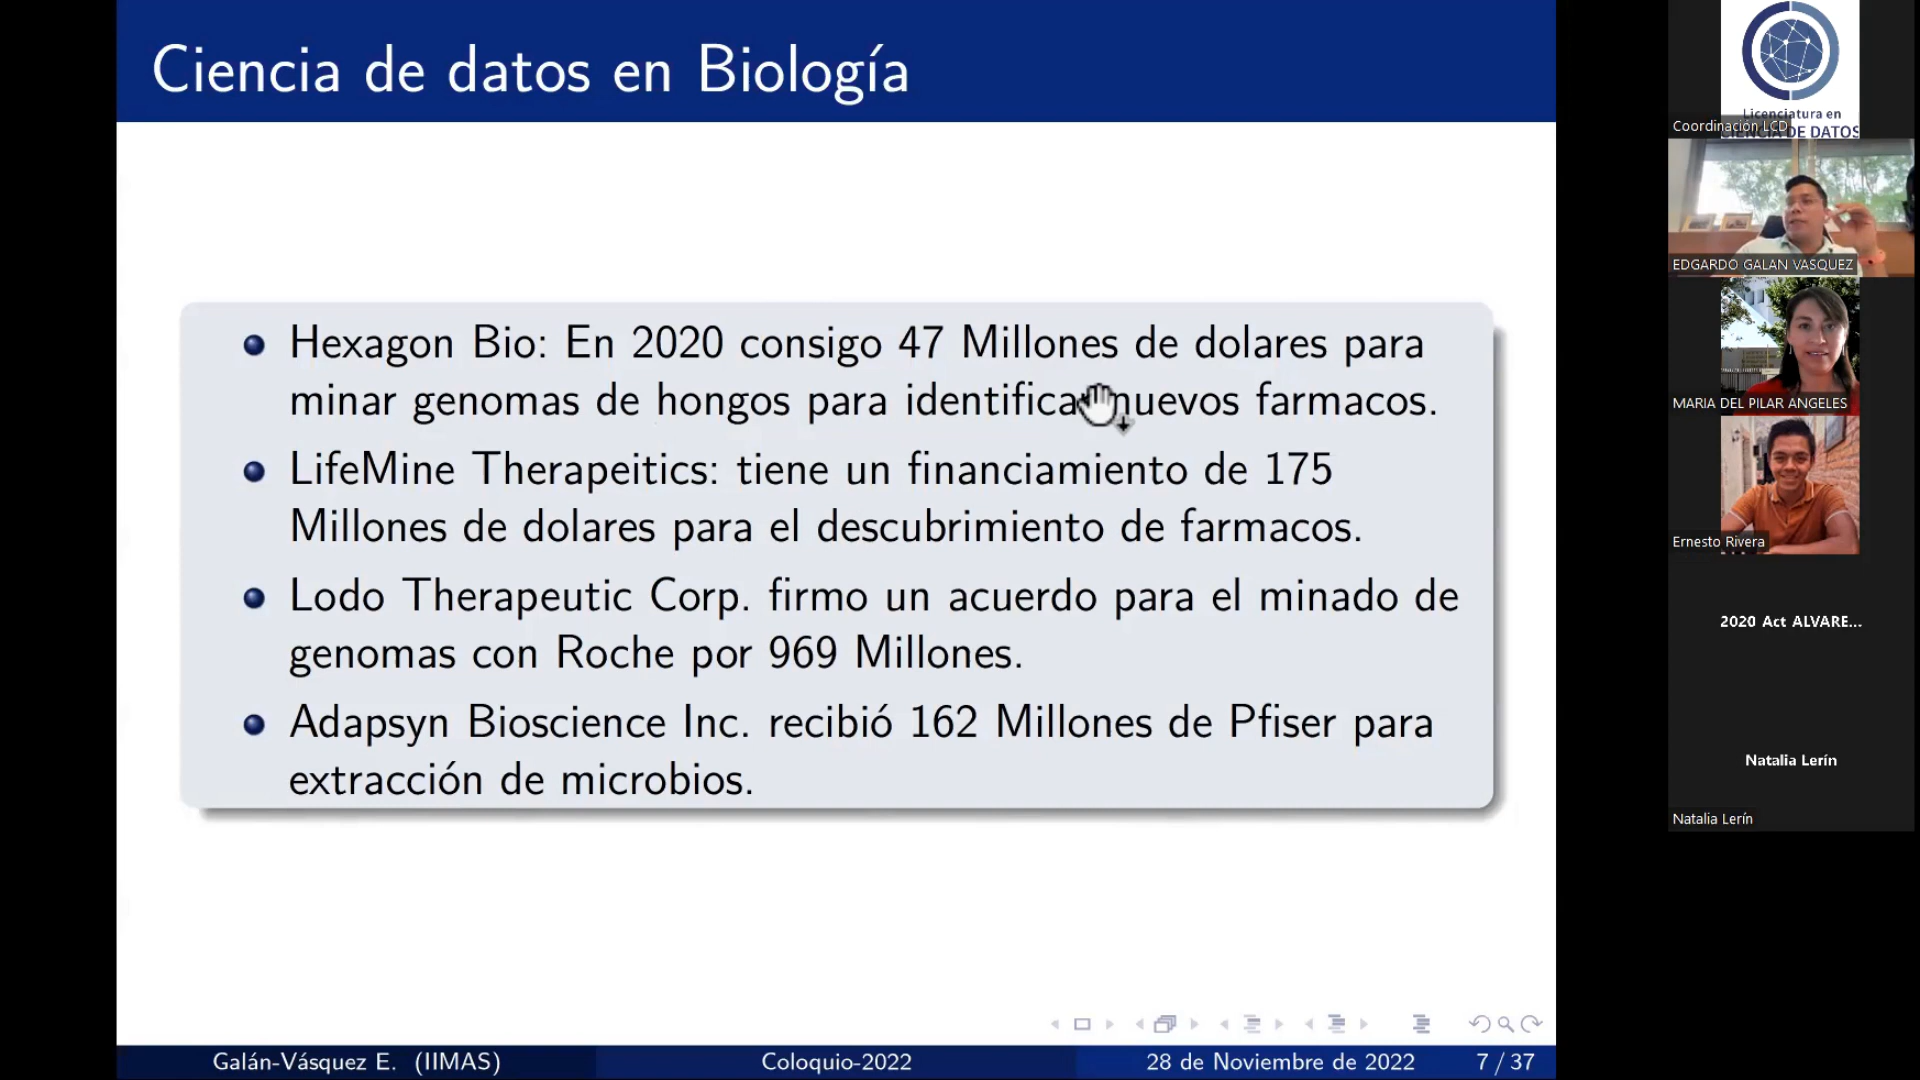 Ciencia de datos en Biología
Hexagon Bio: En 2020 consigo 47 Millones de dolares para
minar genomas de hongos para identifica nuevos farmacos.
LifeMine Therapeitics: tiene un financiamiento de 175
Millones de dolares para el descubrimiento de farmacos.
Lodo Therapeutic Corp. firmo un acuerdo para el minado de
genomas con Roche por 969 Millones.
Adapsyn Bioscience Inc. recibió 162 Millones de Pfiser para
extracción de microbios.
Galán-Vásquez E. (IIMAS)
Coloquio-2022
28 de Noviembre de 2022
7 / 37
Licenciatura en
Coordinación LCD
DE DATOS
EDGARDO GALAN VASQUEZ
MARIA DEL PILAR ANGELES
Ernesto Rivera
2020 Act ALVARE...
Natalia Lerín
Natalia Lerín